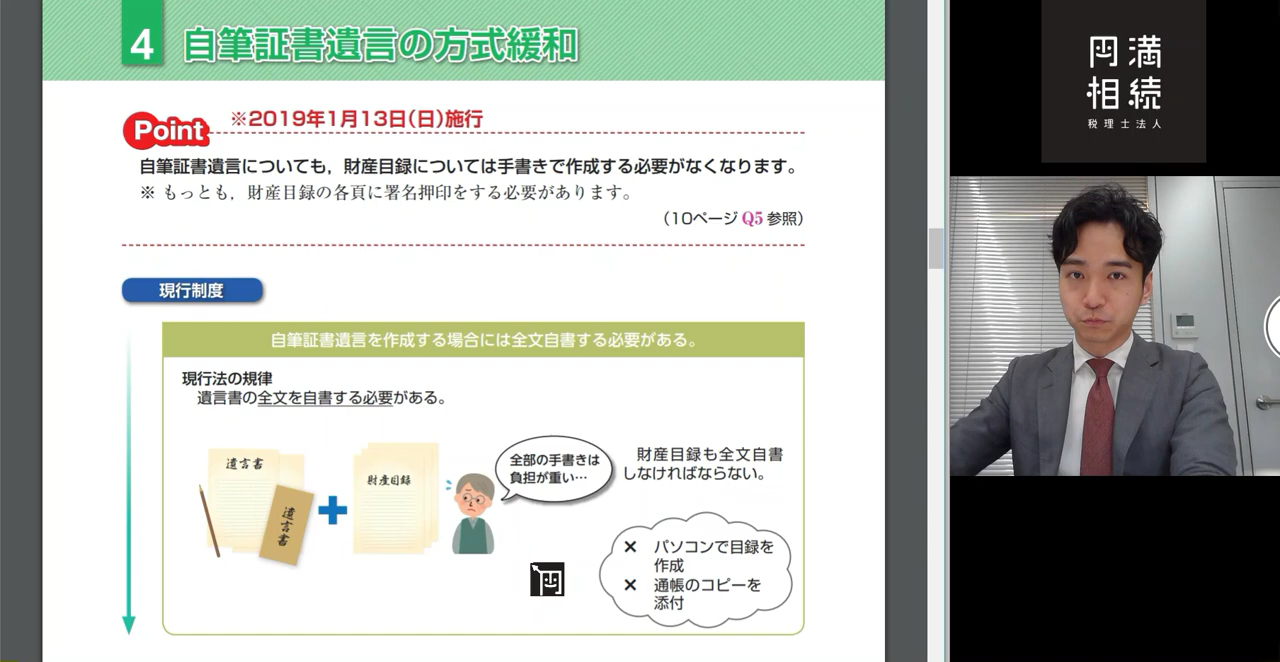 4 自筆証書遺言の方式緩和
Point ※2019年1月13日(日)施行
自筆証書遺言についても，財産目録については手書きで作成する必要がなくなります。
※ もっとも，財産目録の各頁に署名押印をする必要があります。
（10ページ Q5 参照）
現行制度
自筆証書遺言を作成する場合には全文自書する必要がある。
現行法の規律
遺言書の全文を自書する必要がある。
遺言書
遺言書
財産目録
全部の手書きは
負担が重い…
財産目録も全文自書
しなければならない。
× パソコンで目録を
作成
× 通帳のコピーを
添付
円
円満
相続
税理士法人